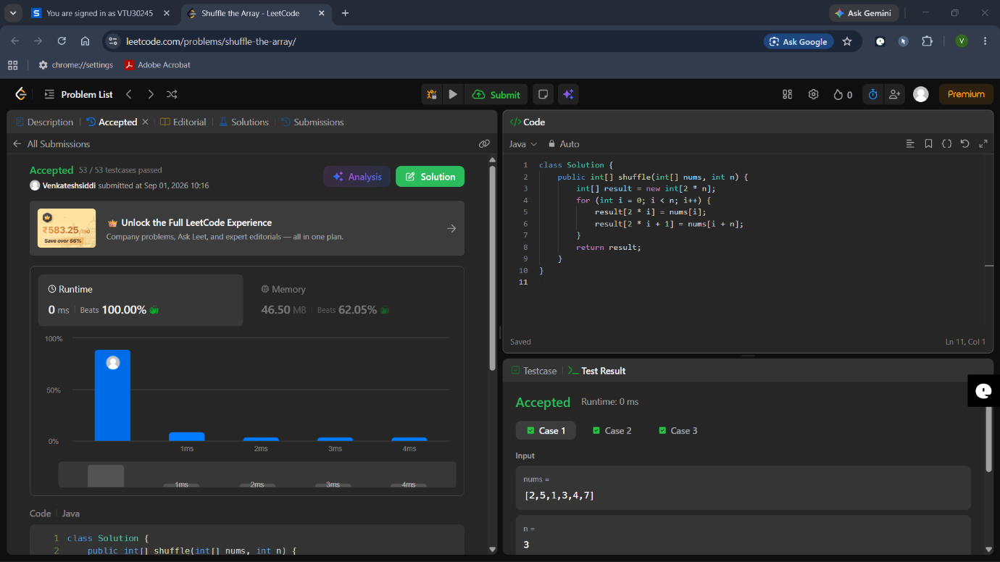 You are signed in as VTU30245
Shuffle the Array - LeetCode
Ask Gemini
leetcode.com/problems/shuffle-the-array/
Ask Google
V
chrome://settings
Adobe Acrobat
Problem List
Submit
0
Premium
Description
Accepted
Editorial
Solutions
Submissions
All Submissions
Accepted 53 / 53 testcases passed
Venkateshsiddi submitted at Sep 01, 2026 10:16
Analysis
Solution
₹583.25/mo
Save over 56%
Unlock the Full LeetCode Experience
Company problems, Ask Leet, and expert editorials — all in one plan.
Runtime
0 ms Beats 100.00%
Memory
46.50 MB Beats 62.05%
100%
50%
0%
1ms 2ms 3ms 4ms
1ms 2ms 3ms 4ms
Code Java
1 class Solution {
2 public int[] shuffle(int[] nums, int n) {
Code
Java Auto
1 class Solution {
2 public int[] shuffle(int[] nums, int n) {
3 int[] result = new int[2 * n];
4 for (int i = 0; i < n; i++) {
5 result[2 * i] = nums[i];
6 result[2 * i + 1] = nums[i + n];
7 }
8 return result;
9 }
10 }
11
Saved
Ln 11, Col 1
Testcase
Test Result
Accepted Runtime: 0 ms
Case 1 Case 2 Case 3
Input
nums =
[2,5,1,3,4,7]
n =
3